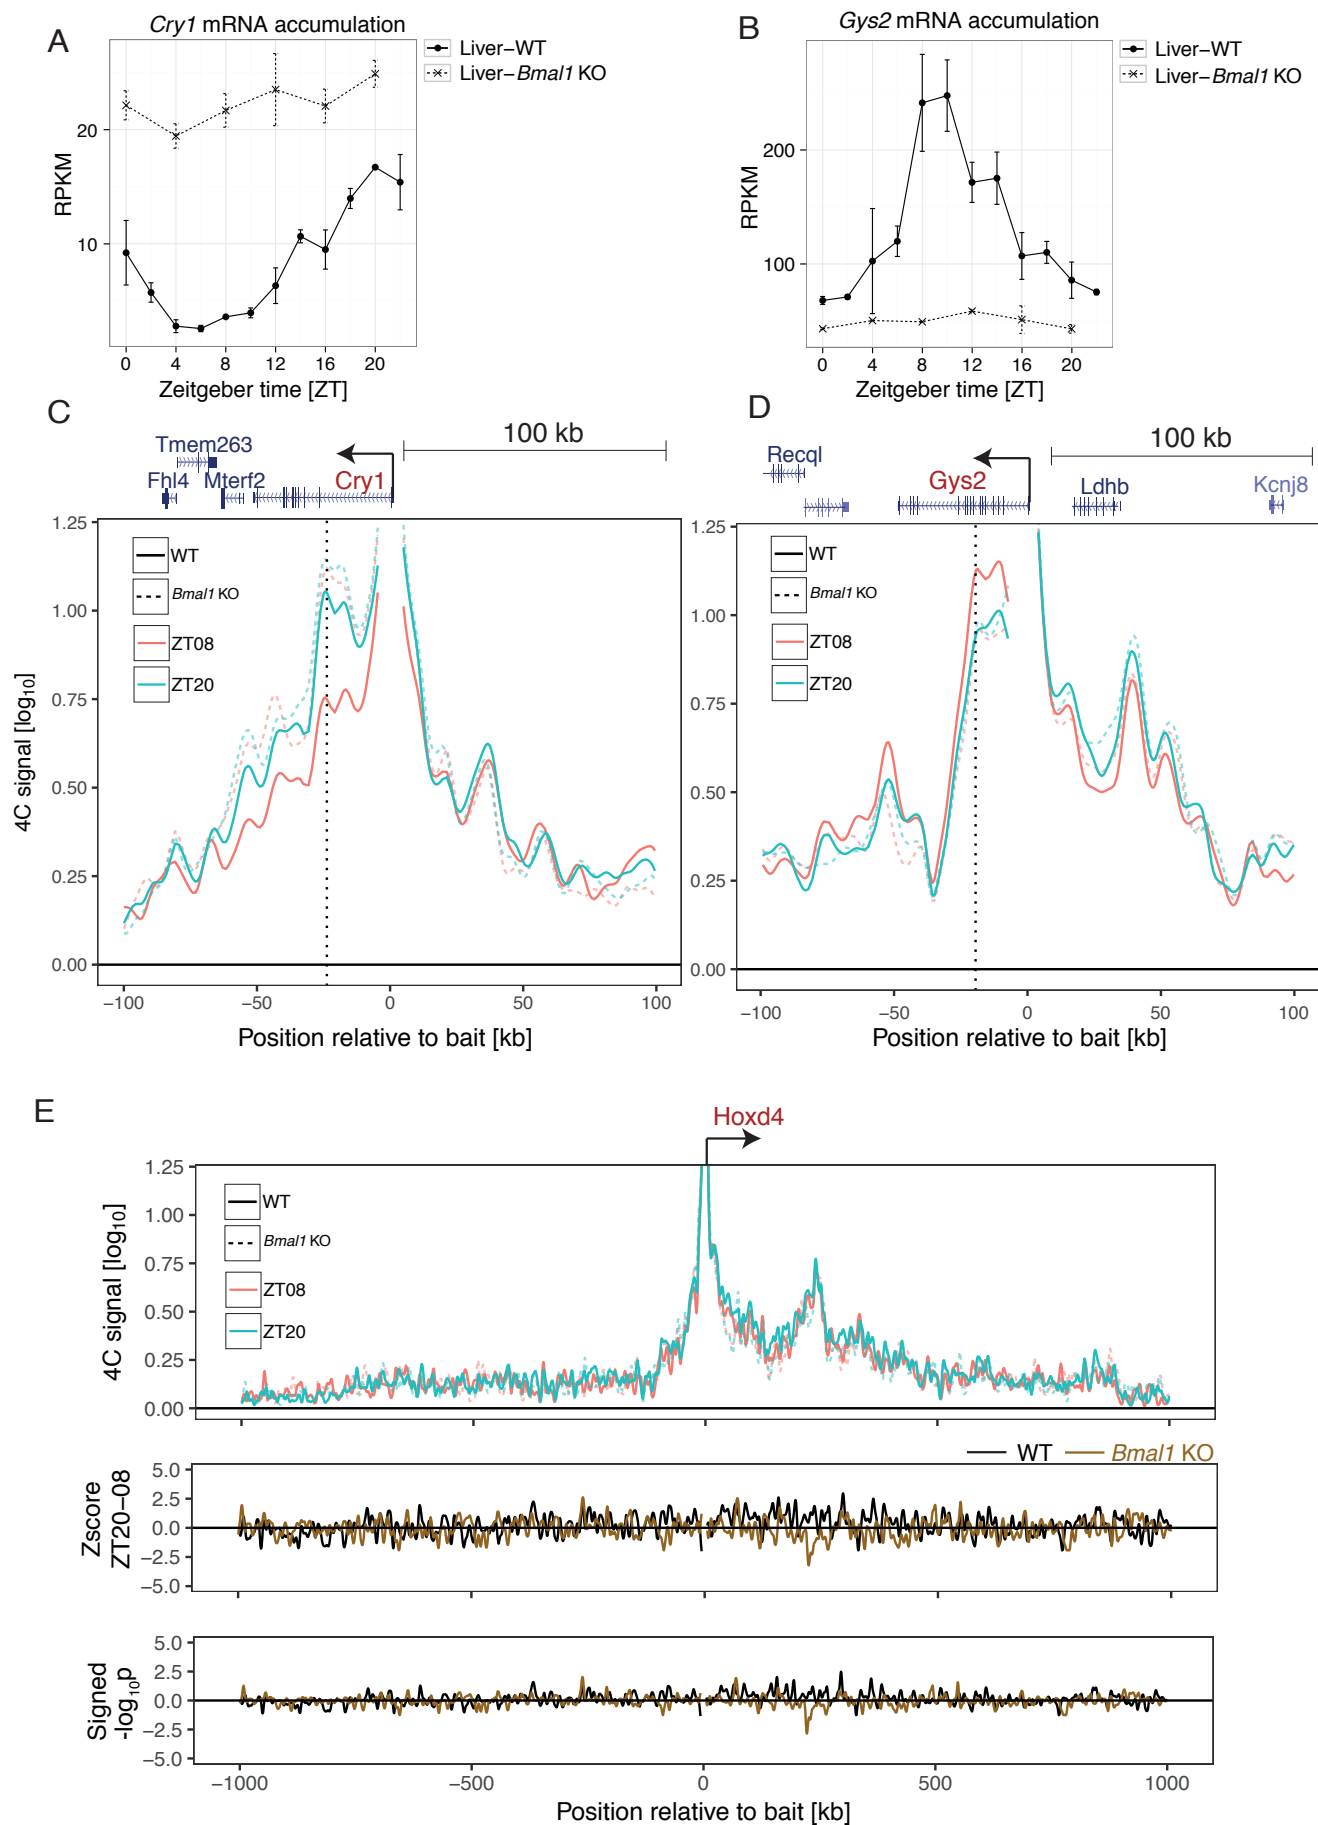 A
Cry1 mRNA accumulation
Liver–WT
Liver–Bmal1 KO
RPKM
20
10
0 4 8 12 16 20
Zeitgeber time [ZT]
B
Gys2 mRNA accumulation
Liver–WT
Liver–Bmal1 KO
RPKM
200
100
0 4 8 12 16 20
Zeitgeber time [ZT]
C
100 kb
Tmem263
Fhl4 Mterf2
Cry1
WT
Bmal1 KO
ZT08
ZT20
4C signal [log10]
1.25
1.00
0.75
0.50
0.25
0.00
−100 −50 0 50 100
Position relative to bait [kb]
D
100 kb
Recql
Gys2
Ldhb
Kcnj8
WT
Bmal1 KO
ZT08
ZT20
1.25
1.00
0.75
0.50
0.25
0.00
−100 −50 0 50 100
Position relative to bait [kb]
E
Hoxd4
WT
Bmal1 KO
ZT08
ZT20
4C signal [log10]
1.25
1.00
0.75
0.50
0.25
0.00
WT Bmal1 KO
Zscore
ZT20–08
5.0
2.5
0.0
−2.5
−5.0
Signed
-log10p
5.0
2.5
0.0
−2.5
−5.0
−1000 −500 0 500 1000
Position relative to bait [kb]